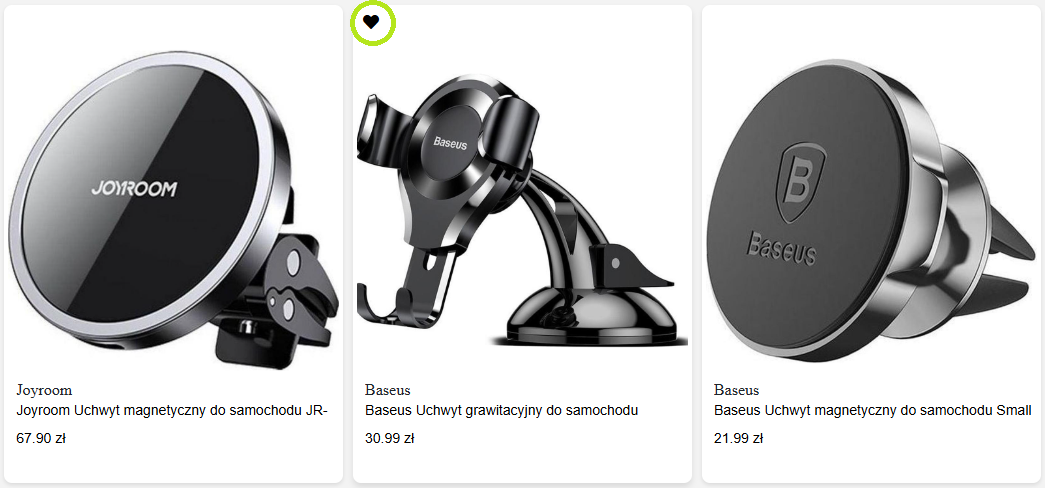 JOYROOM
Joyroom
Joyroom Uchwyt magnetyczny do samochodu JR-
67.90 zł
Baseus
Baseus
Baseus Uchwyt grawitacyjny do samochodu
30.99 zł
B
Baseus
Baseus
Baseus Uchwyt magnetyczny do samochodu Small
21.99 zł